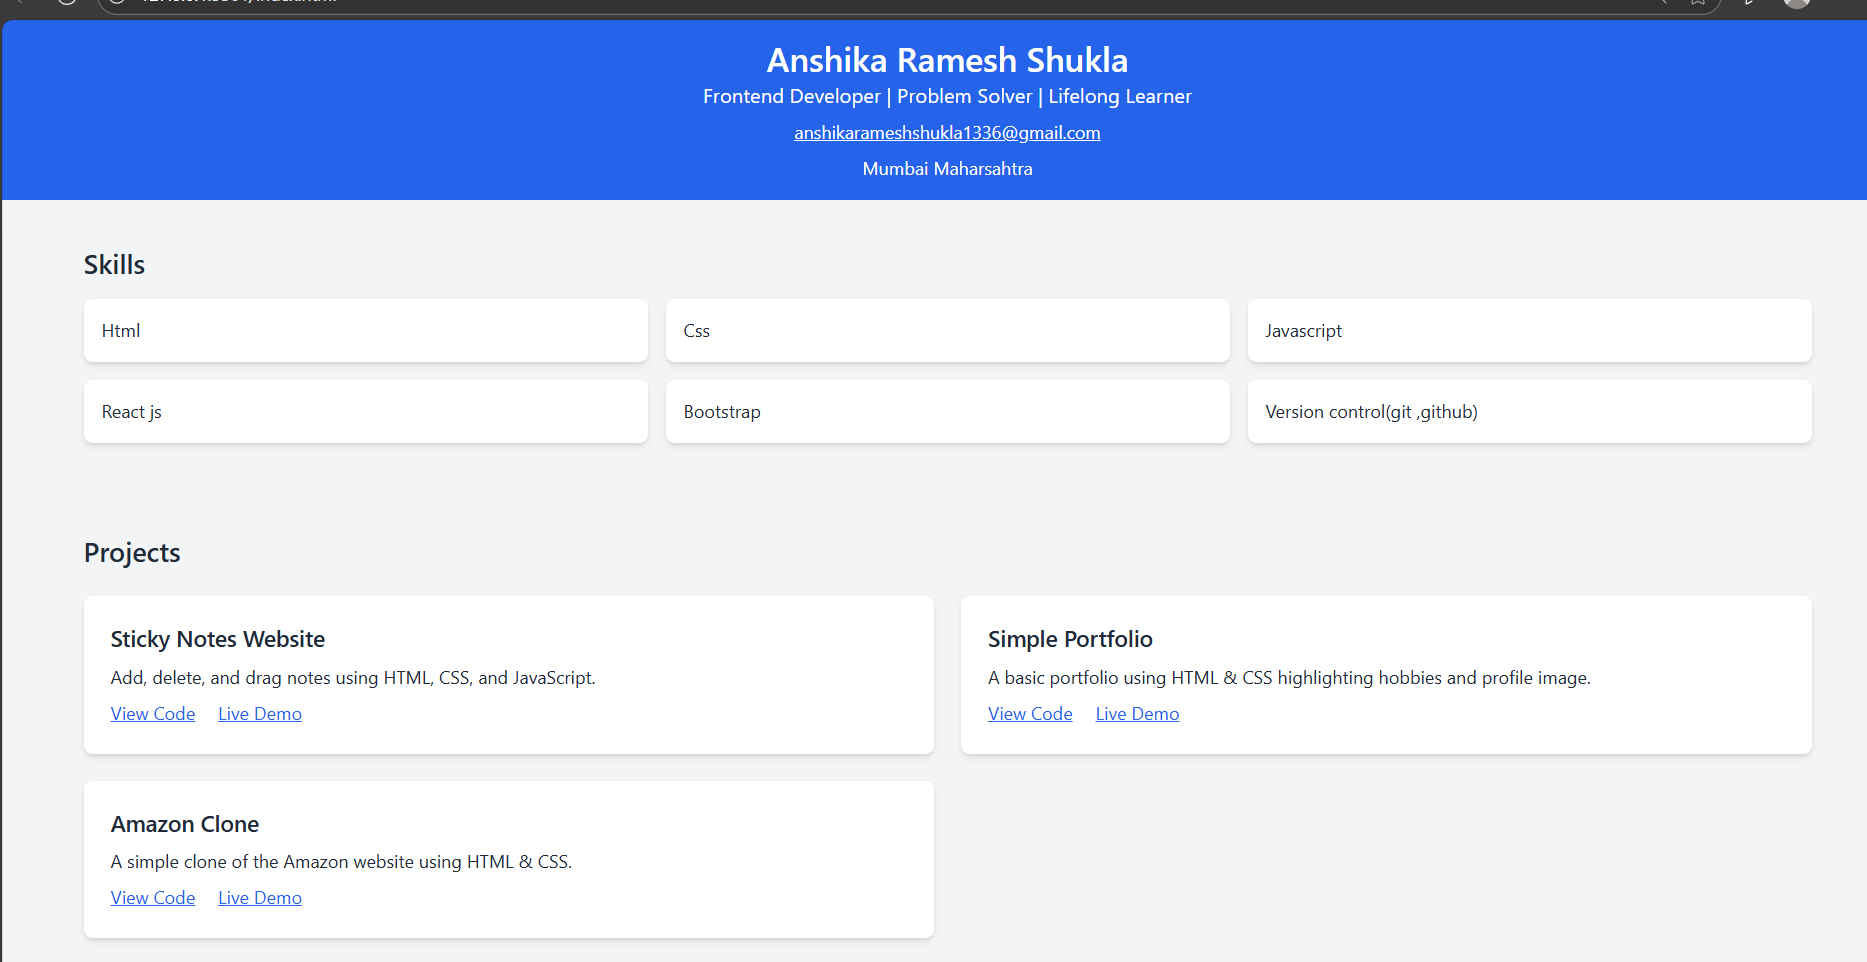 Anshika Ramesh Shukla
Frontend Developer | Problem Solver | Lifelong Learner
anshikarameshshukla1336@gmail.com
Mumbai Maharsahtra
Skills
Html
Css
Javascript
React js
Bootstrap
Version control(git ,github)
Projects
Sticky Notes Website
Add, delete, and drag notes using HTML, CSS, and JavaScript.
View Code Live Demo
Simple Portfolio
A basic portfolio using HTML & CSS highlighting hobbies and profile image.
View Code Live Demo
Amazon Clone
A simple clone of the Amazon website using HTML & CSS.
View Code Live Demo